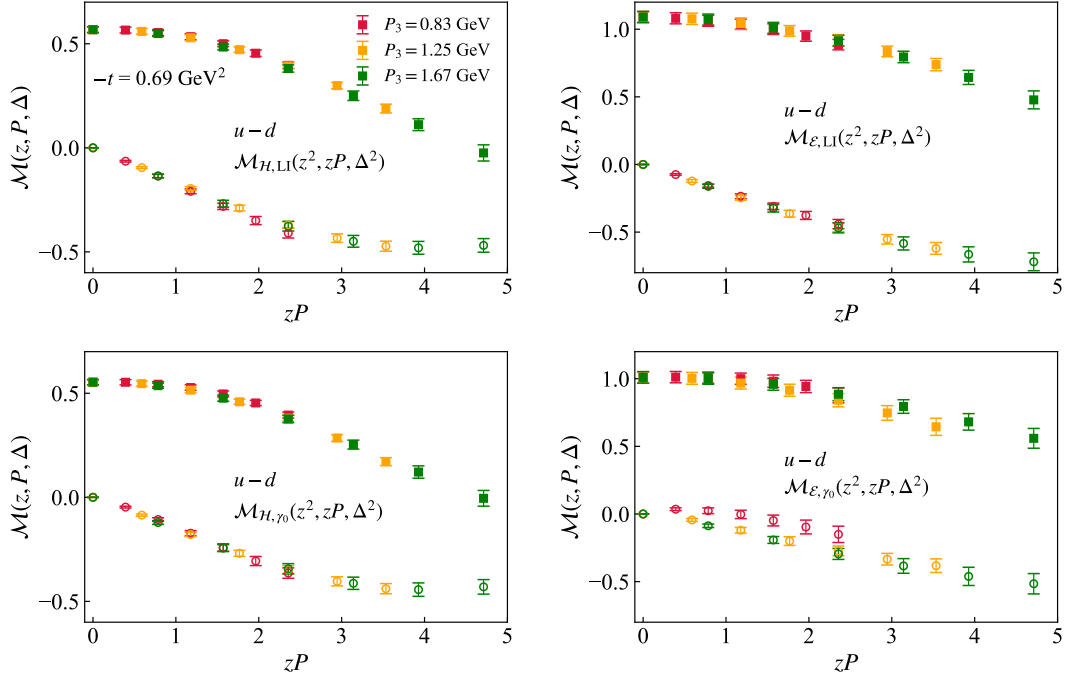 0.5
0.0
−0.5
ℳ(z, P, Δ)
−t = 0.69 GeV²
P₃ = 0.83 GeV
P₃ = 1.25 GeV
P₃ = 1.67 GeV
u − d
ℳ_{ℋ,LI}(z², zP, Δ²)
0 1 2 3 4 5
zP
1.0
0.5
0.0
−0.5
ℳ(z, P, Δ)
u − d
ℳ_{ℰ,LI}(z², zP, Δ²)
0 1 2 3 4 5
zP
0.5
0.0
−0.5
ℳ(z, P, Δ)
u − d
ℳ_{ℋ,γ₀}(z², zP, Δ²)
0 1 2 3 4 5
zP
1.0
0.5
0.0
−0.5
ℳ(z, P, Δ)
u − d
ℳ_{ℰ,γ₀}(z², zP, Δ²)
0 1 2 3 4 5
zP